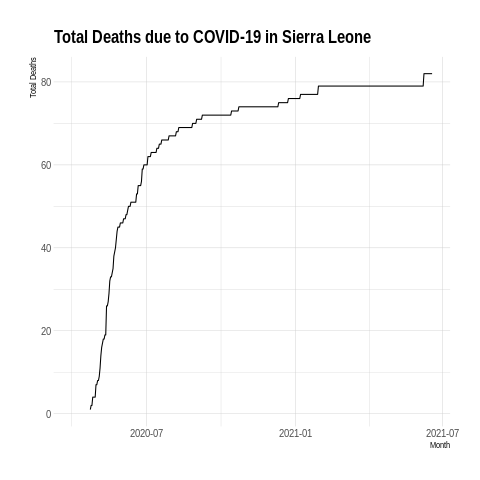 Total Deaths due to COVID-19 in Sierra Leone
Total Deaths
80
60
40
20
0
2020-07
2021-01
2021-07
Month